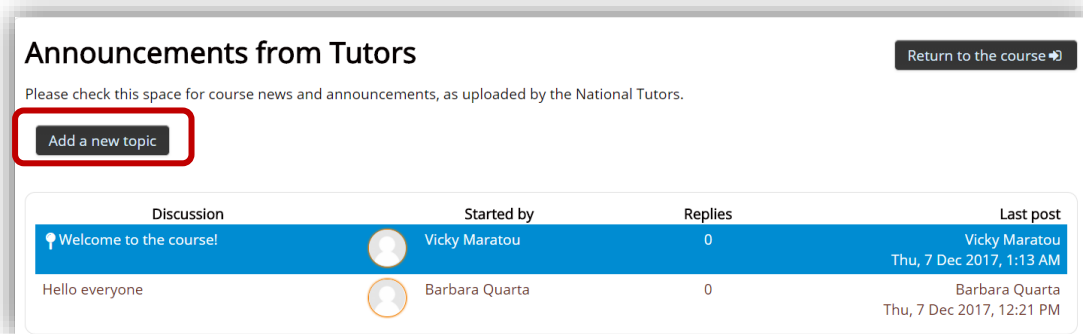 Announcements from Tutors
Return to the course
Please check this space for course news and announcements, as uploaded by the National Tutors.
Add a new topic
Discussion Started by Replies Last post
Welcome to the course! Vicky Maratou 0 Vicky Maratou
Thu, 7 Dec 2017, 1:13 AM
Hello everyone Barbara Quarta 0 Barbara Quarta
Thu, 7 Dec 2017, 12:21 PM